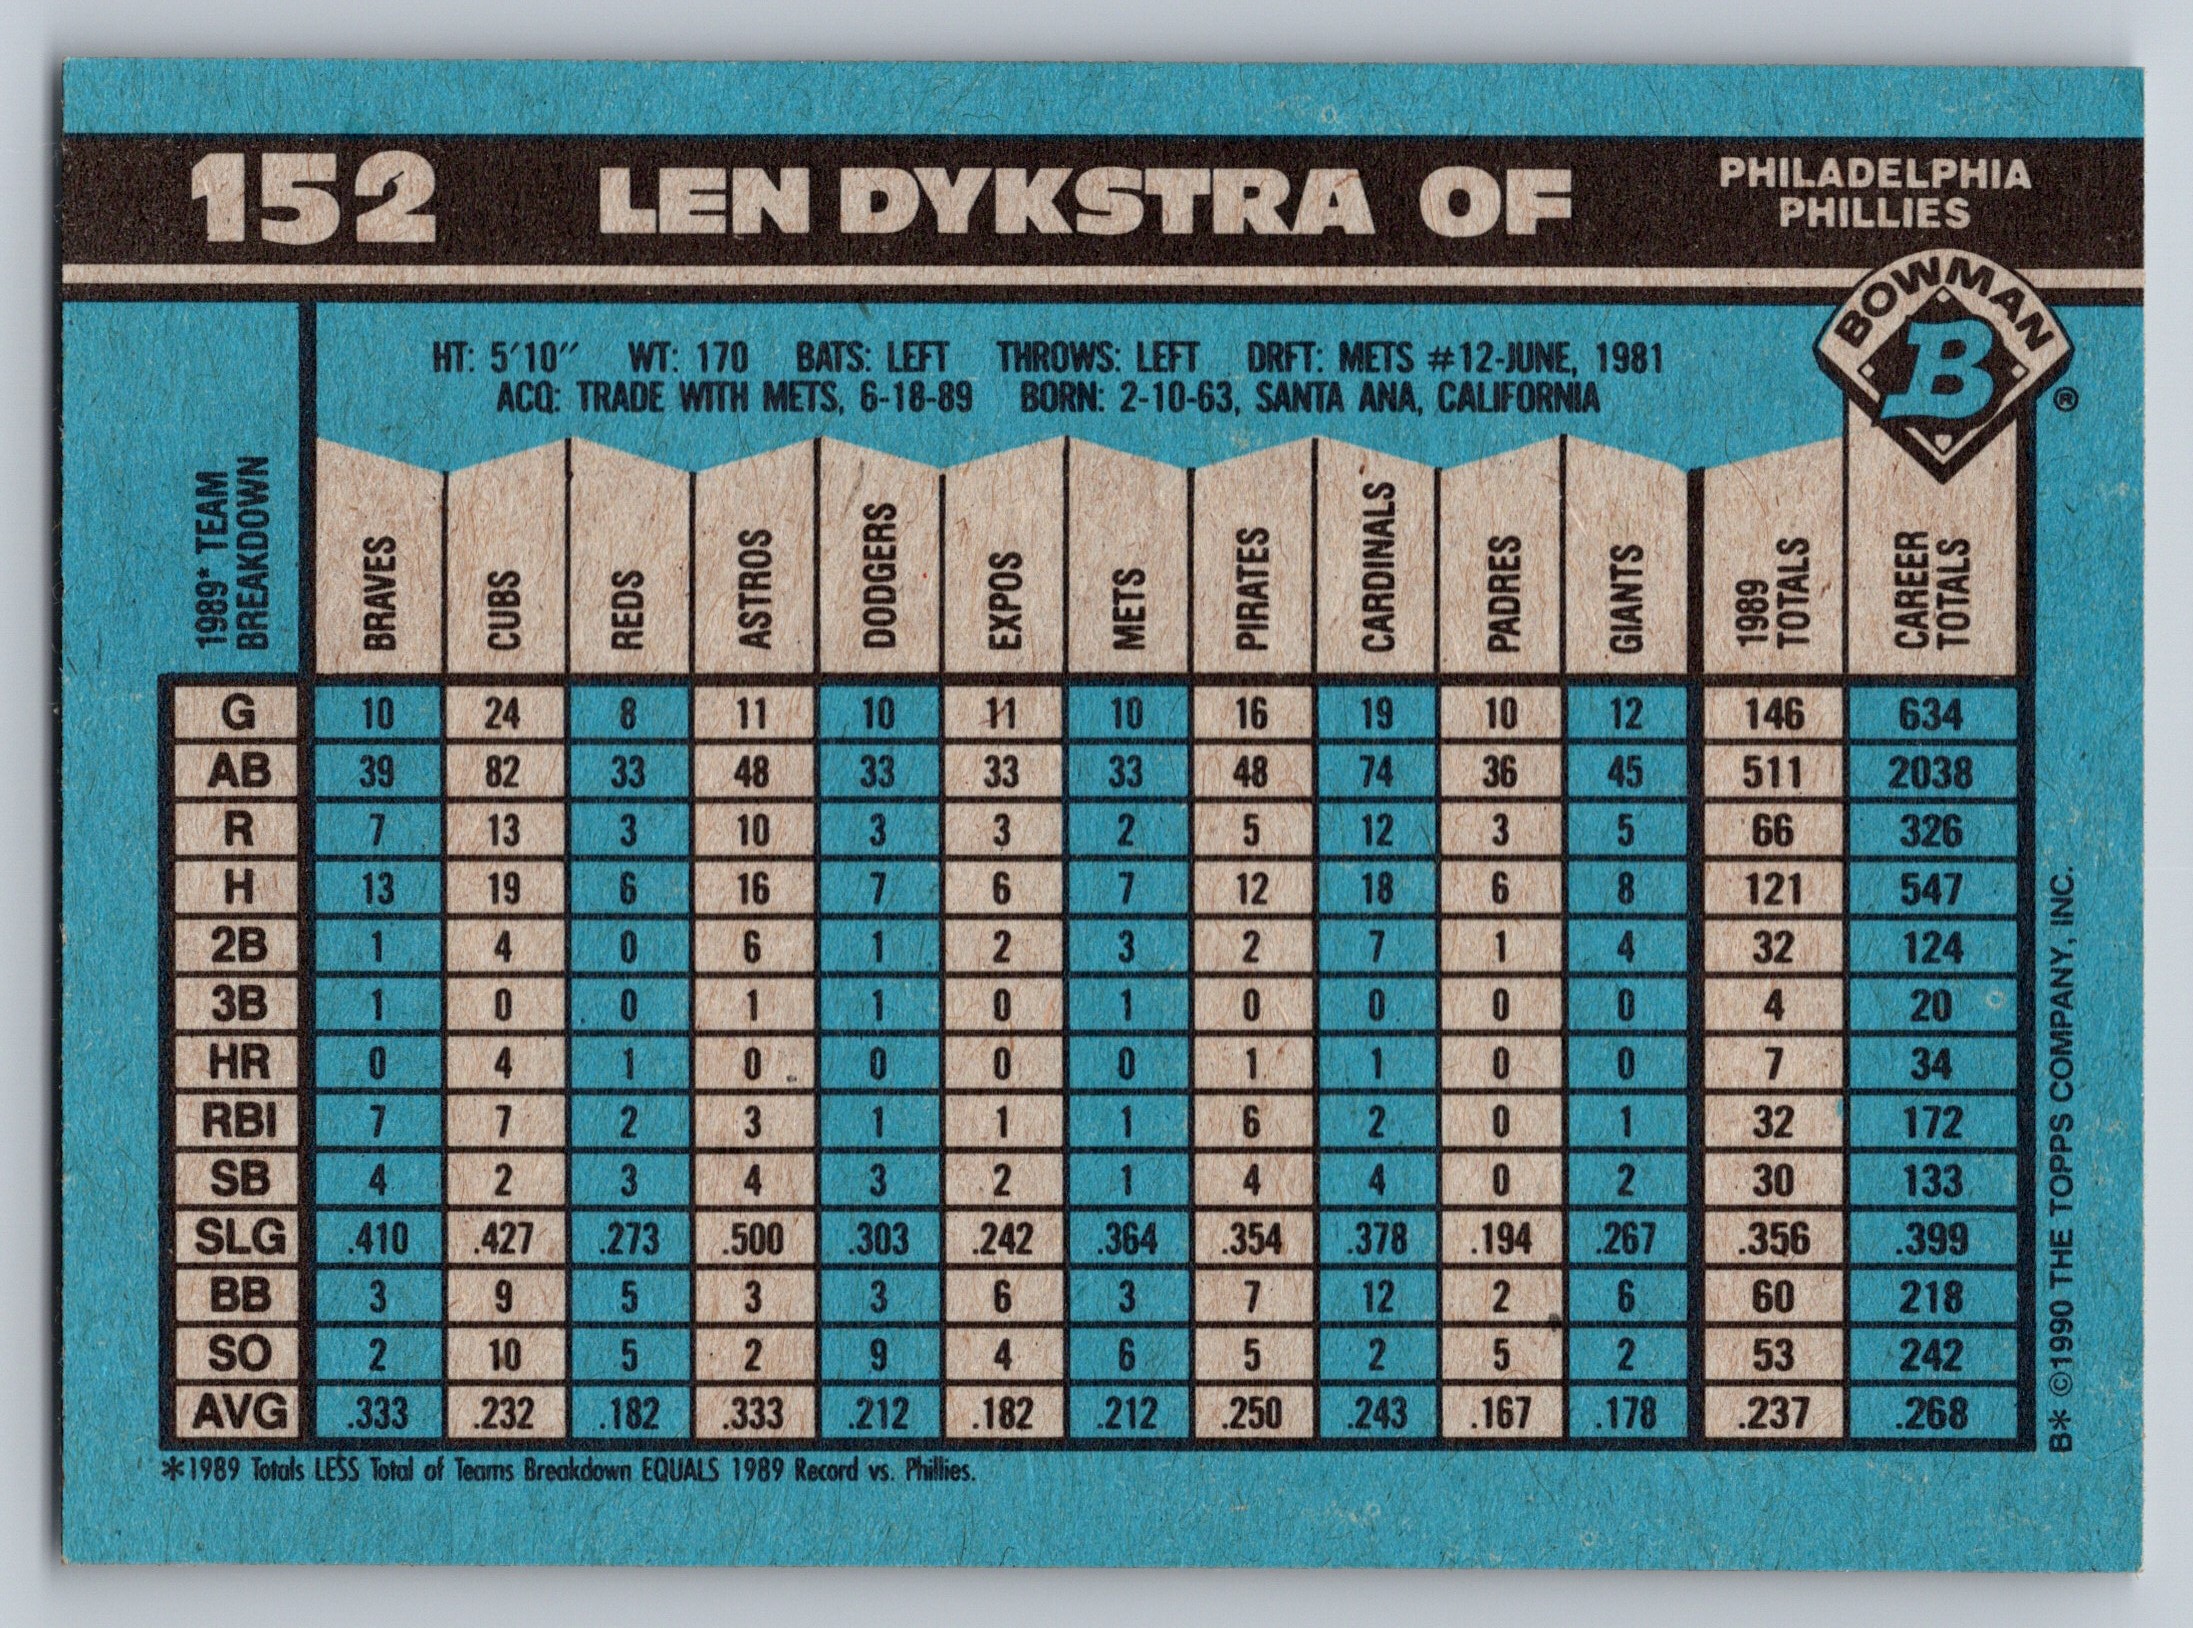 152 LEN DYKSTRA OF PHILADELPHIA PHILLIES
BOWMAN
B
®
HT: 5'10" WT: 170 BATS: LEFT THROWS: LEFT DRFT: METS #12-JUNE, 1981
ACQ: TRADE WITH METS, 6-18-89 BORN: 2-10-63, SANTA ANA, CALIFORNIA
1989* TEAM BREAKDOWN BRAVES CUBS REDS ASTROS DODGERS EXPOS METS PIRATES CARDINALS PADRES GIANTS 1989 TOTALS CAREER TOTALS
G 10 24 8 11 10 11 10 16 19 10 12 146 634
AB 39 82 33 48 33 33 33 48 74 36 45 511 2038
R 7 13 3 10 3 3 2 5 12 3 5 66 326
H 13 19 6 16 7 6 7 12 18 6 8 121 547
2B 1 4 0 6 1 2 3 2 7 1 4 32 124
3B 1 0 0 1 1 0 1 0 0 0 0 4 20
HR 0 4 1 0 0 0 0 1 1 0 0 7 34
RBI 7 7 2 3 1 1 1 6 2 0 1 32 172
SB 4 2 3 4 3 2 1 4 4 0 2 30 133
SLG .410 .427 .273 .500 .303 .242 .364 .354 .378 .194 .267 .356 .399
BB 3 9 5 3 3 6 3 7 12 2 6 60 218
SO 2 10 5 2 9 4 6 5 2 5 2 53 242
AVG .333 .232 .182 .333 .212 .182 .212 .250 .243 .167 .178 .237 .268
*1989 Totals LESS Total of Teams Breakdown EQUALS 1989 Record vs. Phillies.
B* ©1990 THE TOPPS COMPANY, INC.